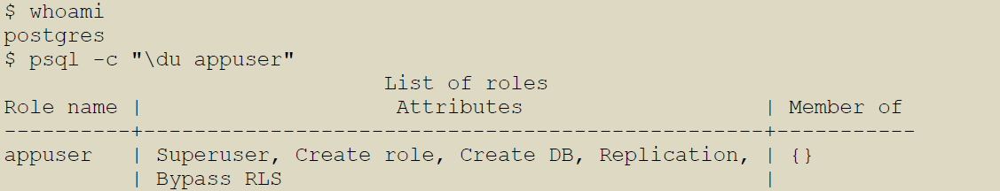 $ whoami
postgres
$ psql -c "\du appuser"
List of roles
Role name | Attributes | Member of
----------+-------------------------------------------------+-----------
appuser | Superuser, Create role, Create DB, Replication, | {}
| Bypass RLS |